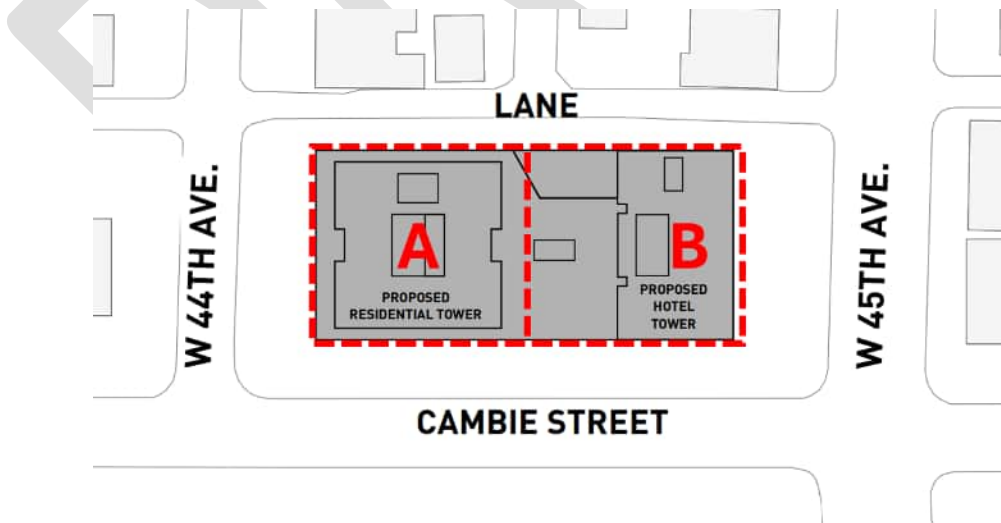 LANE
W 44TH AVE.
A
PROPOSED
RESIDENTIAL TOWER
B
PROPOSED
HOTEL
TOWER
W 45TH AVE.
CAMBIE STREET